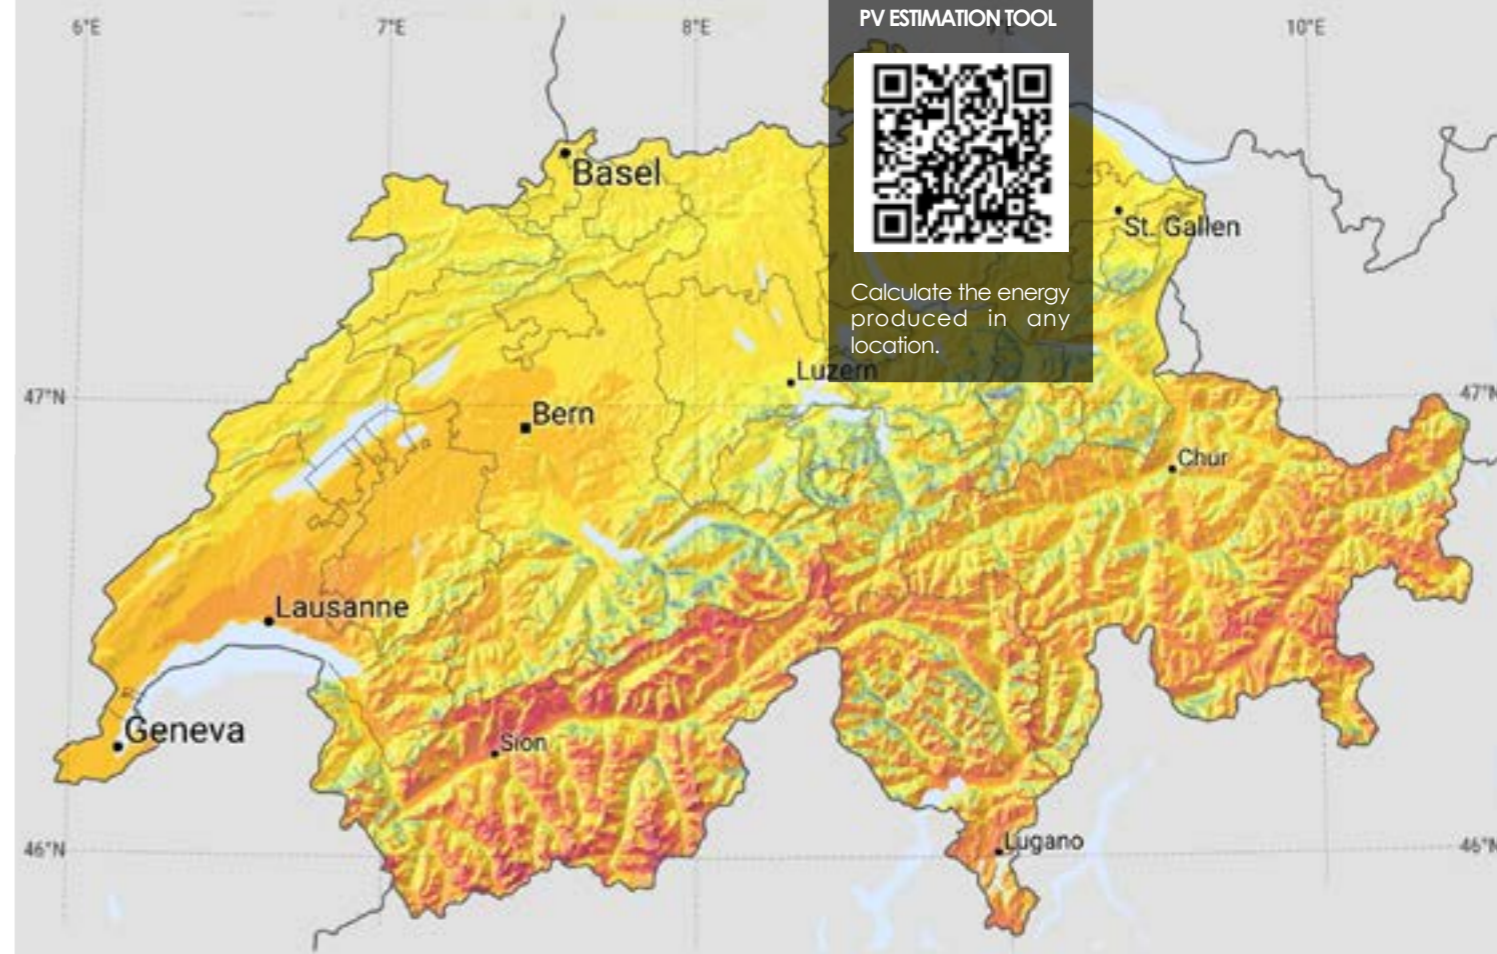 PV ESTIMATION TOOL
6°E
7°E
8°E
9°E
10°E
Basel
St. Gallen
Calculate the energy
produced in any
location.
Luzern
47°N
47°N
Bern
Chur
Lausanne
Geneva
Sion
Lugano
46°N
46°N